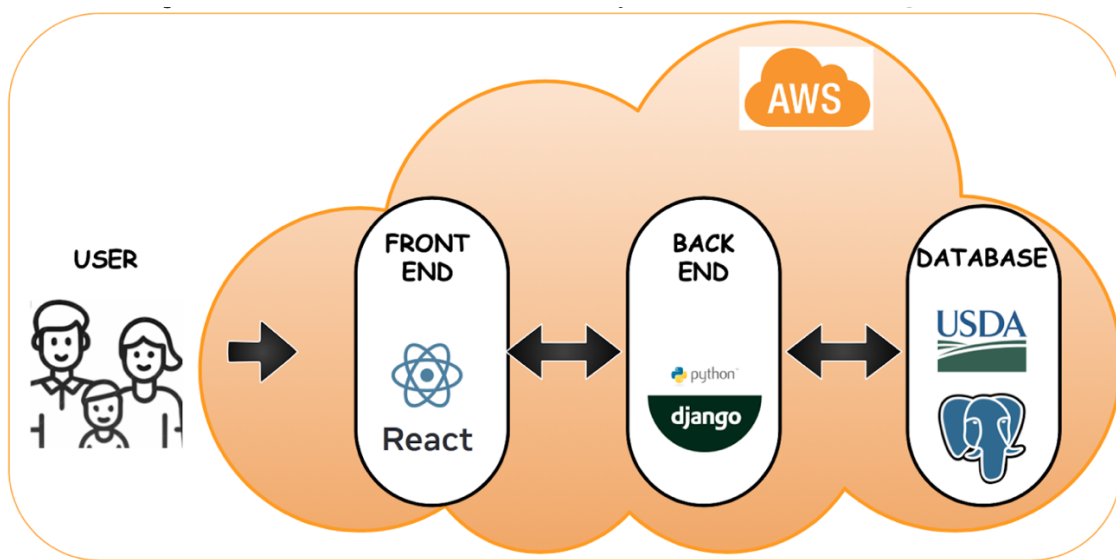 AWS
USER
FRONT
END
BACK
END
DATABASE
USDA
python
django
React